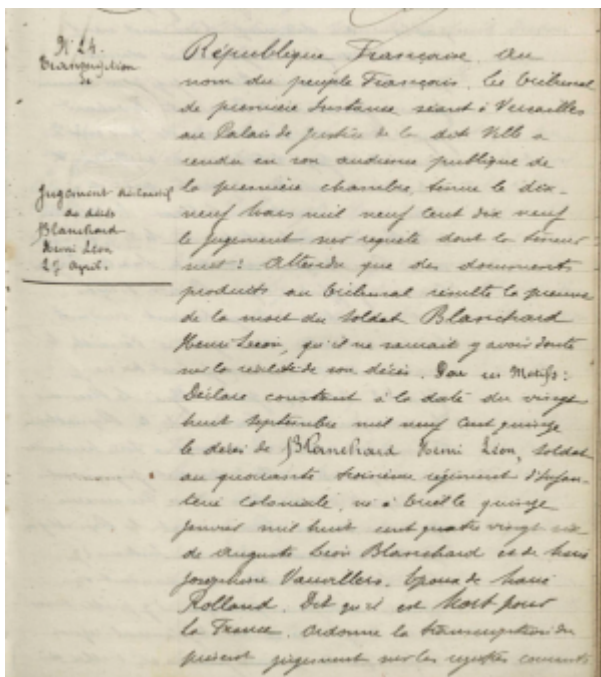 N° 24.
Transcription
de
Jugement déclaratif
de décès
Blanchard
Henri Léon
27 April.
République Française. Au
nom du peuple Français. Le tribunal
de première Instance, séant à Versailles
au Palais de Justice de la dite Ville a
rendu en son audience publique de
la première chambre, tenue le dix-
neuf Mars mil neuf cent dix neuf
le jugement sur requête dont la teneur
suit : Attendu que des documents
produits au tribunal résulte la preuve
de la mort du soldat Blanchard
Henri Léon, qu'il ne saurait y avoir doute
sur la réalité de son décès. Par ces Motifs :
Déclare constant à la date du vingt
huit septembre mil neuf cent quinze
le décès de Blanchard Henri Léon, soldat
au quarante troisième régiment d'Infan-
terie coloniale, né à le quinze
janvier mil huit cent quatre vingt six
de Auguste Blanchard et de
Joséphine Vauvillers. Epoux de Marie
Rolland. Dit qu'il est Mort pour
la France. Ordonne la transcription du
présent jugement sur les registres courants